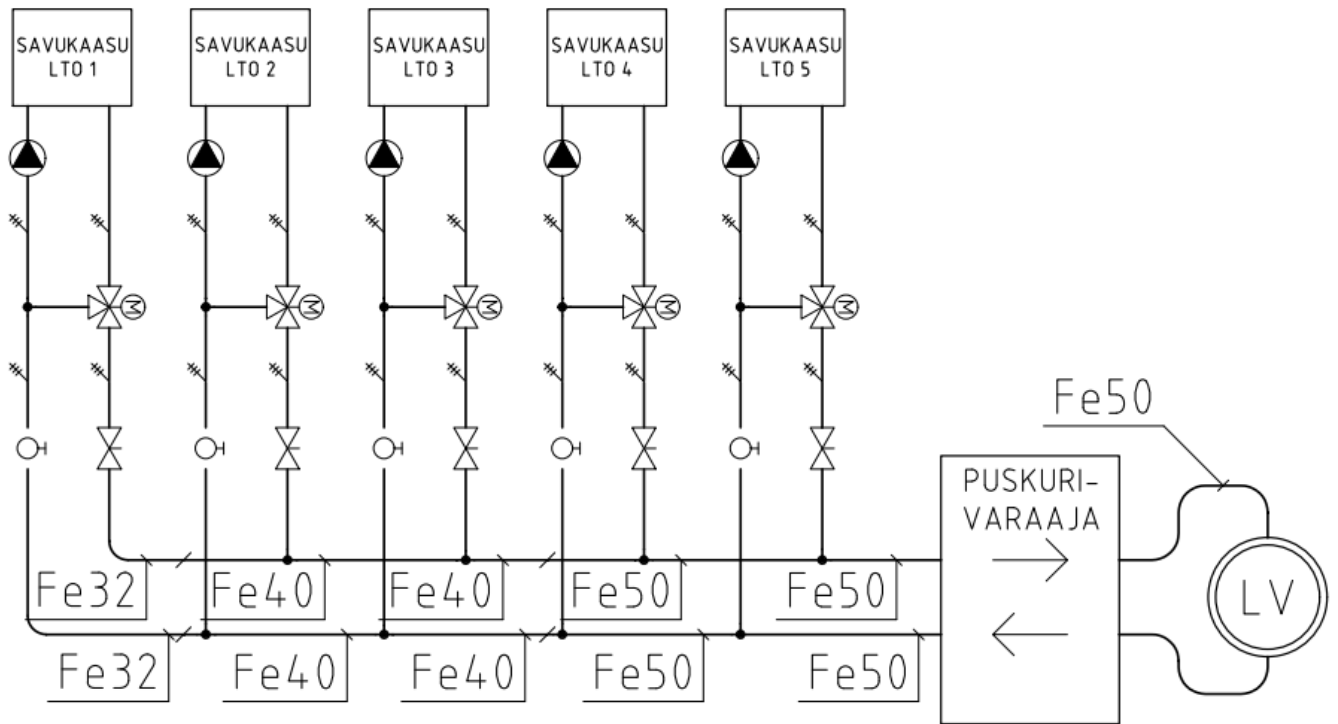 SAVUKAASU
LTO 1
SAVUKAASU
LTO 2
SAVUKAASU
LTO 3
SAVUKAASU
LTO 4
SAVUKAASU
LTO 5
M
M
M
M
M
Fe50
PUSKURI-
VARAAJA
LV
Fe32
Fe40
Fe40
Fe50
Fe50
Fe32
Fe40
Fe40
Fe50
Fe50